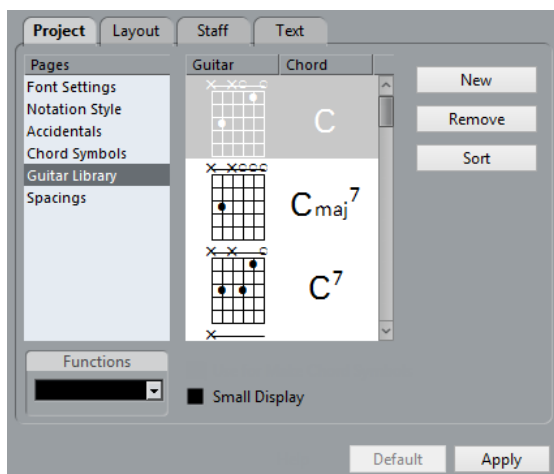 Project Layout Staff Text
Pages Guitar Chord
Font Settings
Notation Style
Accidentals
Chord Symbols
Guitar Library
Spacings
C
Cmaj7
C7
New
Remove
Sort
Functions
Small Display
Default Apply